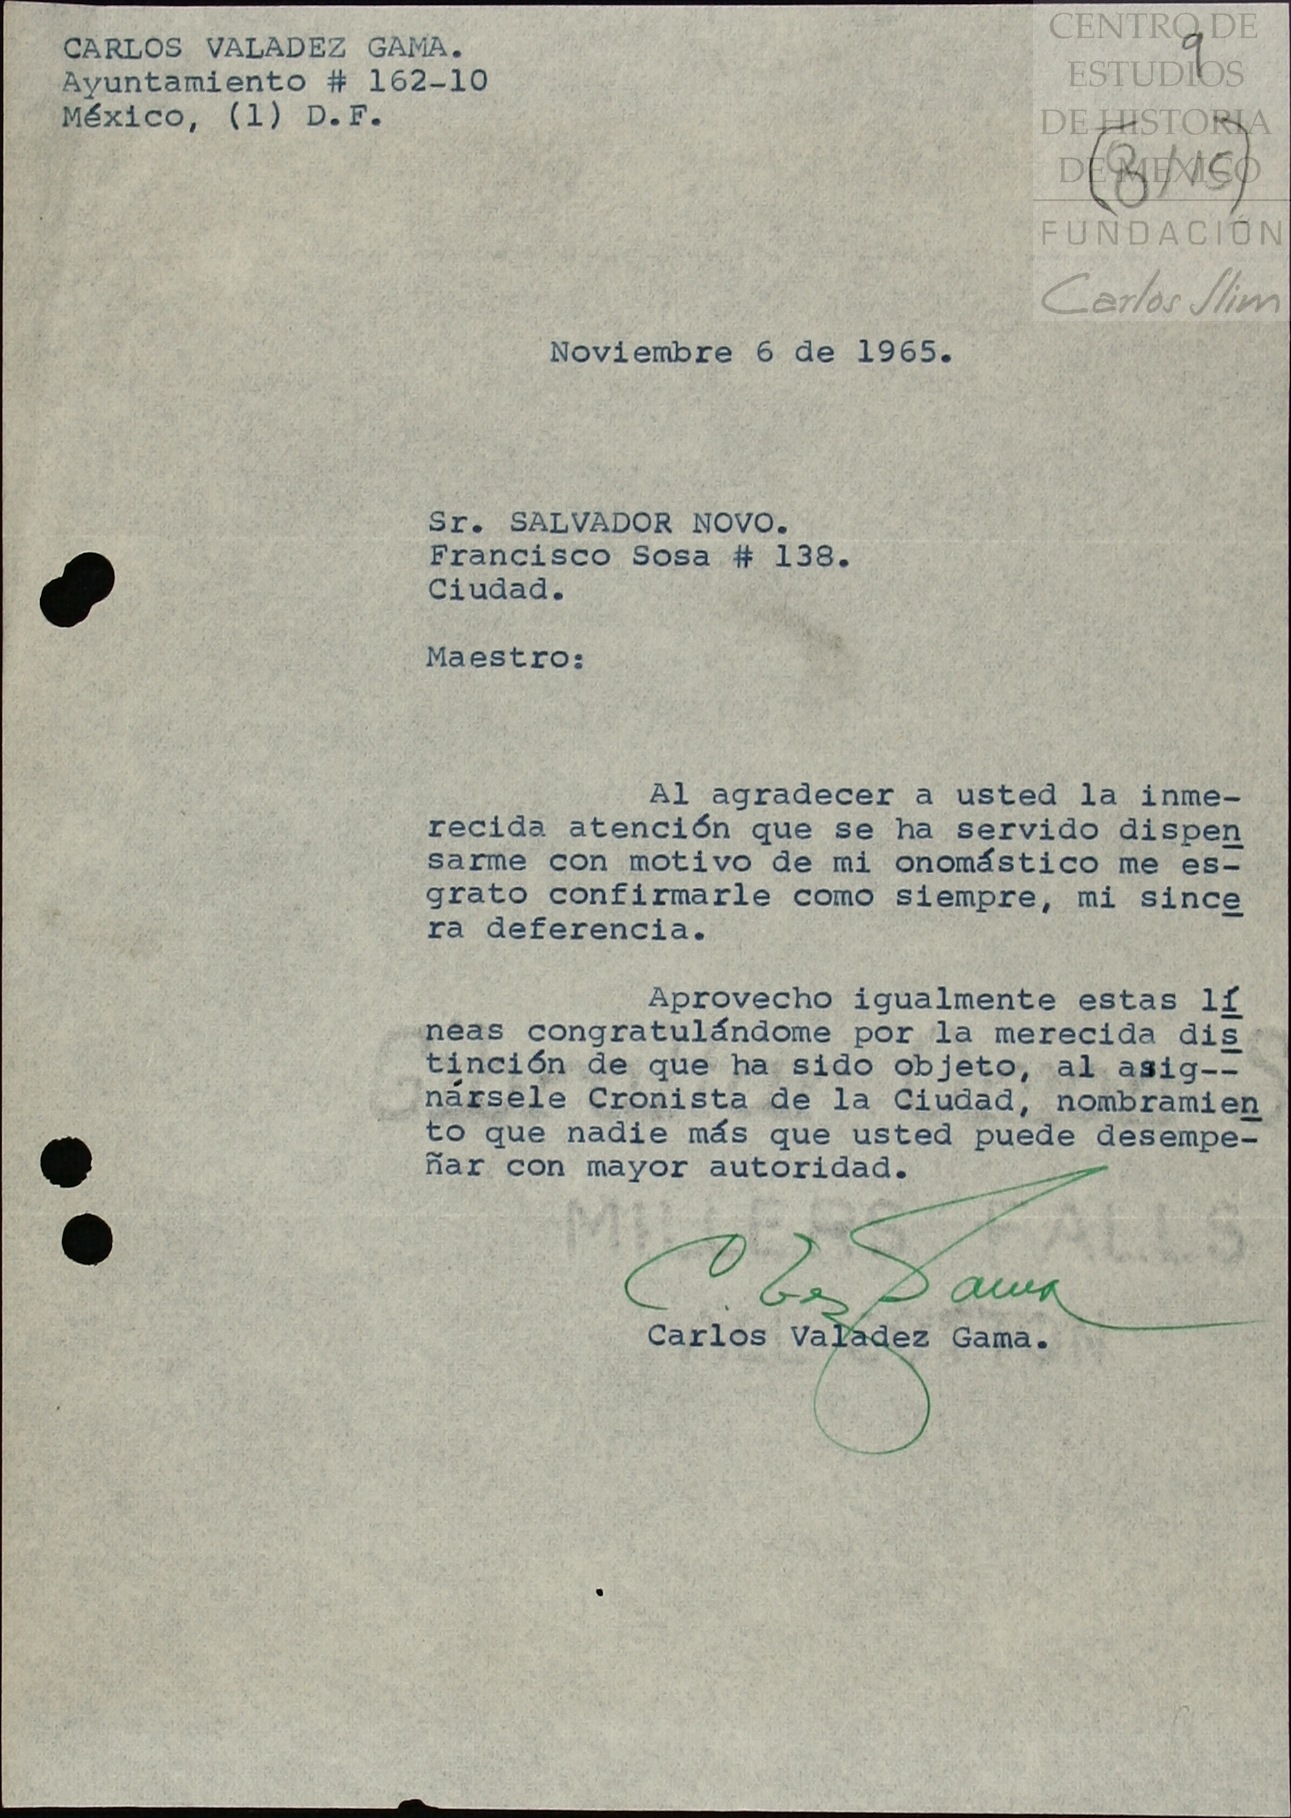 CARLOS VALADEZ GAMA.
Ayuntamiento # 162-10
México, (1) D.F.
CENTRO DE
ESTUDIOS
DE HISTORIA
DE MEXICO
FUNDACIÓN
Carlos Slim
9
Noviembre 6 de 1965.
Sr. SALVADOR NOVO.
Francisco Sosa # 138.
Ciudad.
Maestro:
Al agradecer a usted la inme-
recida atención que se ha servido dispen
sarme con motivo de mi onomástico me es-
grato confirmarle como siempre, mi since
ra deferencia.
Aprovecho igualmente estas lí
neas congratulándome por la merecida dis
tinción de que ha sido objeto, al asig--
nársele Cronista de la Ciudad, nombramien
to que nadie más que usted puede desempe-
ñar con mayor autoridad.
MILLERS FALLS
Carlos Valadez Gama.